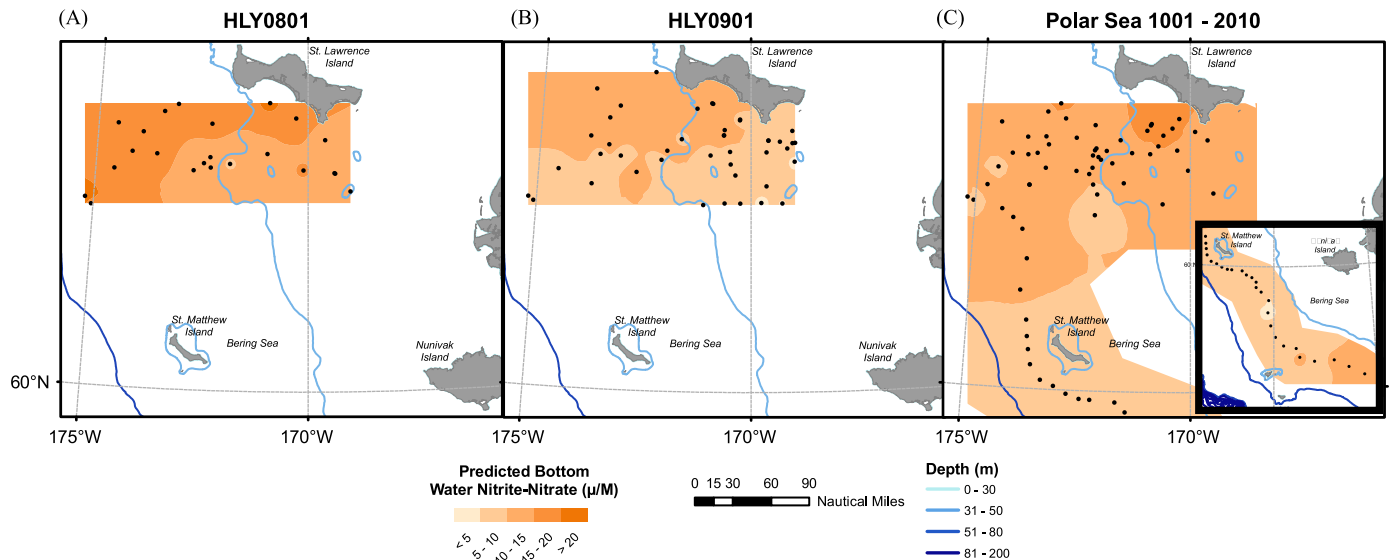 (A) HLY0801
(B) HLY0901
(C) Polar Sea 1001 - 2010
St. Lawrence
Island
St. Matthew
Island
Bering Sea
Nunivak
Island
60°N
175°W
170°W
St. Lawrence
Island
St. Matthew
Island
Bering Sea
Nunivak
Island
175°W
170°W
St. Lawrence
Island
St. Matthew
Island
Bering Sea
175°W
170°W
St. Matthew
Island
Island
60°N
Bering Sea
Predicted Bottom
Water Nitrite-Nitrate (µ/M)
< 5
5 - 10
10 - 15
15 - 20
> 20
0 15 30 60 90
Nautical Miles
Depth (m)
0 - 30
31 - 50
51 - 80
81 - 200